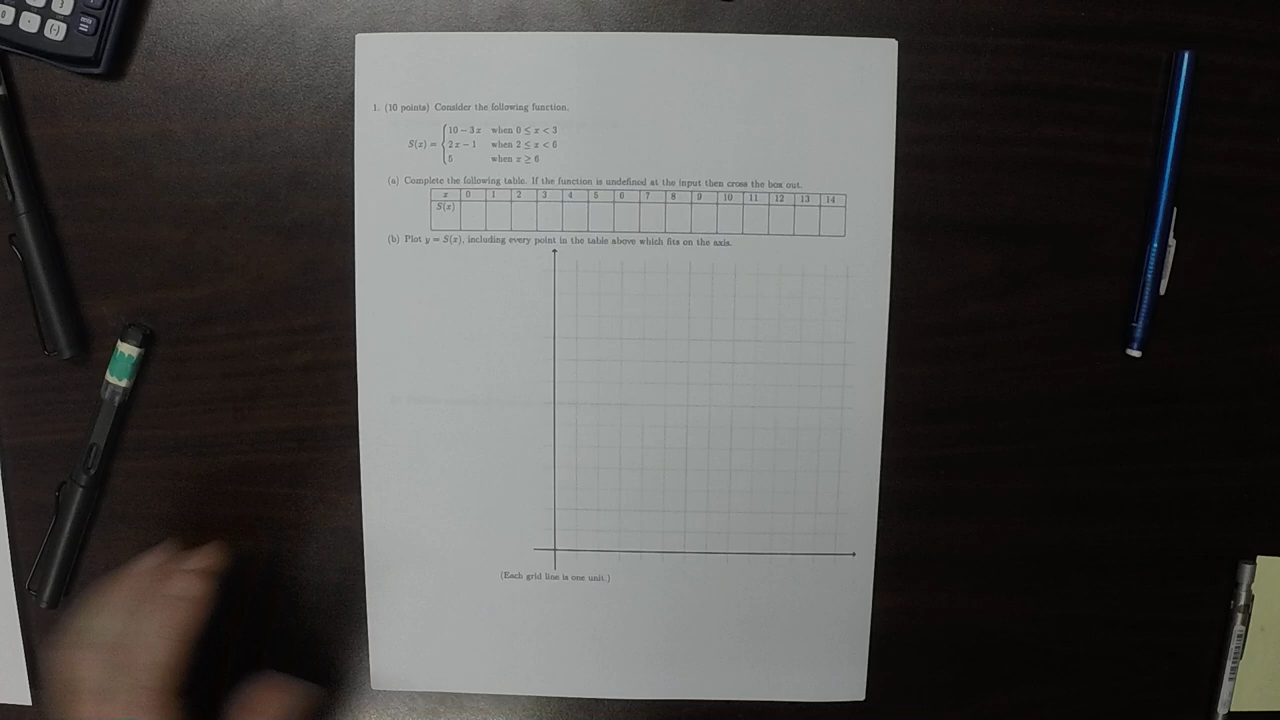 1. (10 points) Consider the following function.
S(x) = { 10 − 3x when 0 ≤ x < 3
2x − 1 when 2 ≤ x < 6
5 when x ≥ 6
(a) Complete the following table. If the function is undefined at the input then cross the box out.
x 0 1 2 3 4 5 6 7 8 9 10 11 12 13 14
S(x)
(b) Plot y = S(x), including every point in the table above which fits on the axis.
(Each grid line is one unit.)